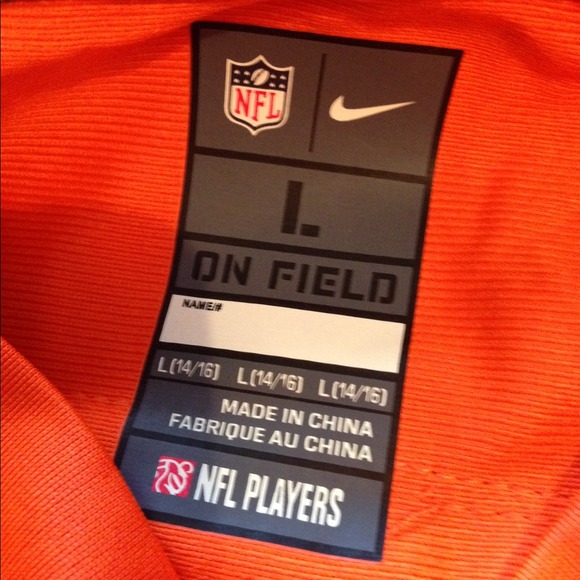 NFL
L
ON FIELD
NAME/#
L(14/16) L(14/16) L(14/16)
MADE IN CHINA
FABRIQUE AU CHINA
NFL PLAYERS